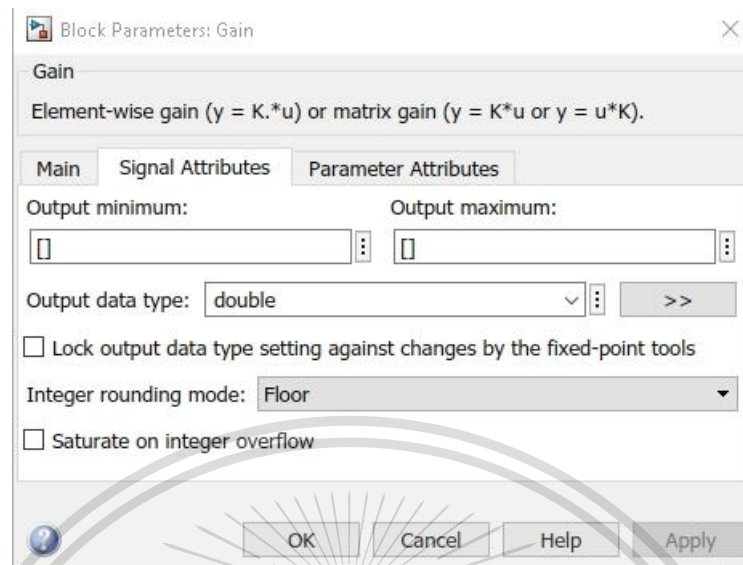 Block Parameters: Gain
Gain
Element-wise gain (y = K.*u) or matrix gain (y = K*u or y = u*K).
Main Signal Attributes Parameter Attributes
Output minimum: Output maximum:
[] []
Output data type: double >>
Lock output data type setting against changes by the fixed-point tools
Integer rounding mode: Floor
Saturate on integer overflow
? OK Cancel Help Apply